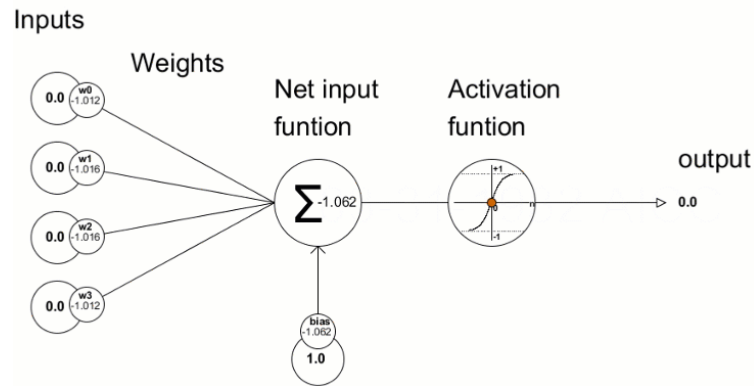 Inputs
Weights
Net input
funtion
Activation
funtion
output
0.0
w0
-1.012
0.0
w1
-1.016
0.0
w2
-1.016
0.0
w3
-1.012
Σ -1.062
+1
0
n
-1
0.0
bias
-1.062
1.0